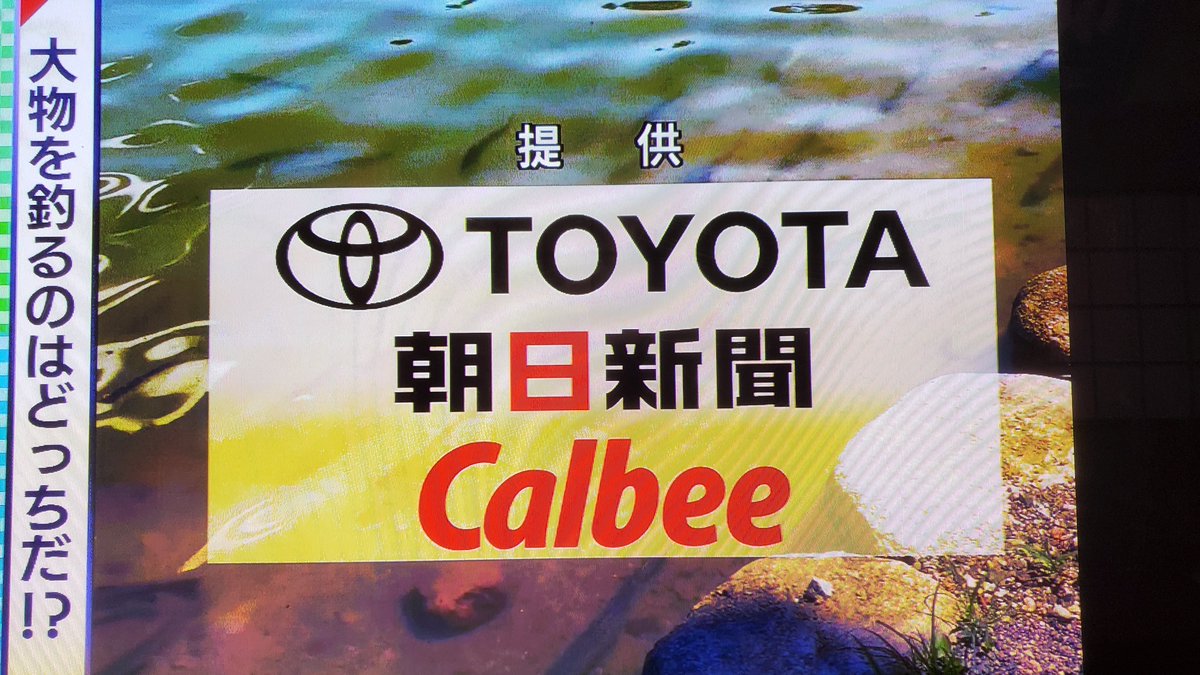 大物を釣るのはどっちだ!?
提 供
TOYOTA
朝日新聞
Calbee